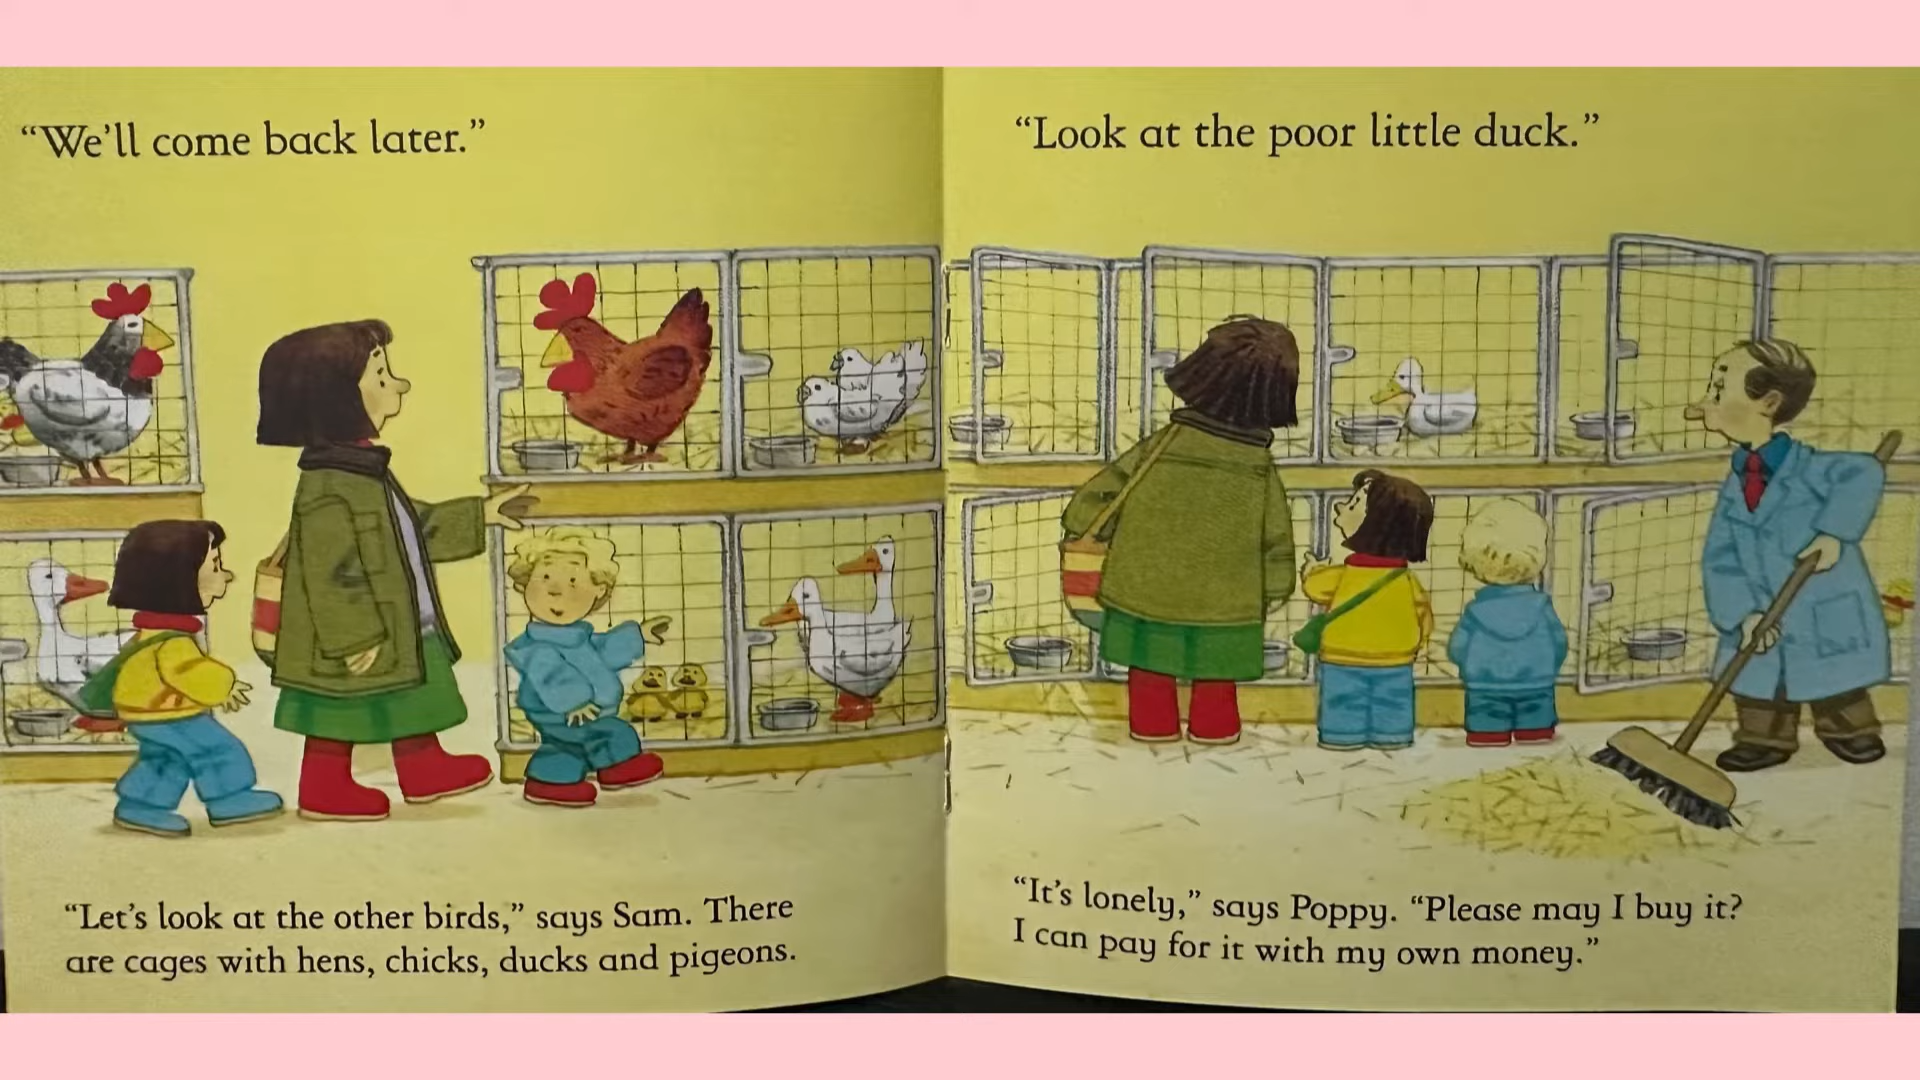 “We’ll come back later.”
“Let’s look at the other birds,” says Sam. There
are cages with hens, chicks, ducks and pigeons.
“Look at the poor little duck.”
“It’s lonely,” says Poppy. “Please may I buy it?
I can pay for it with my own money.”